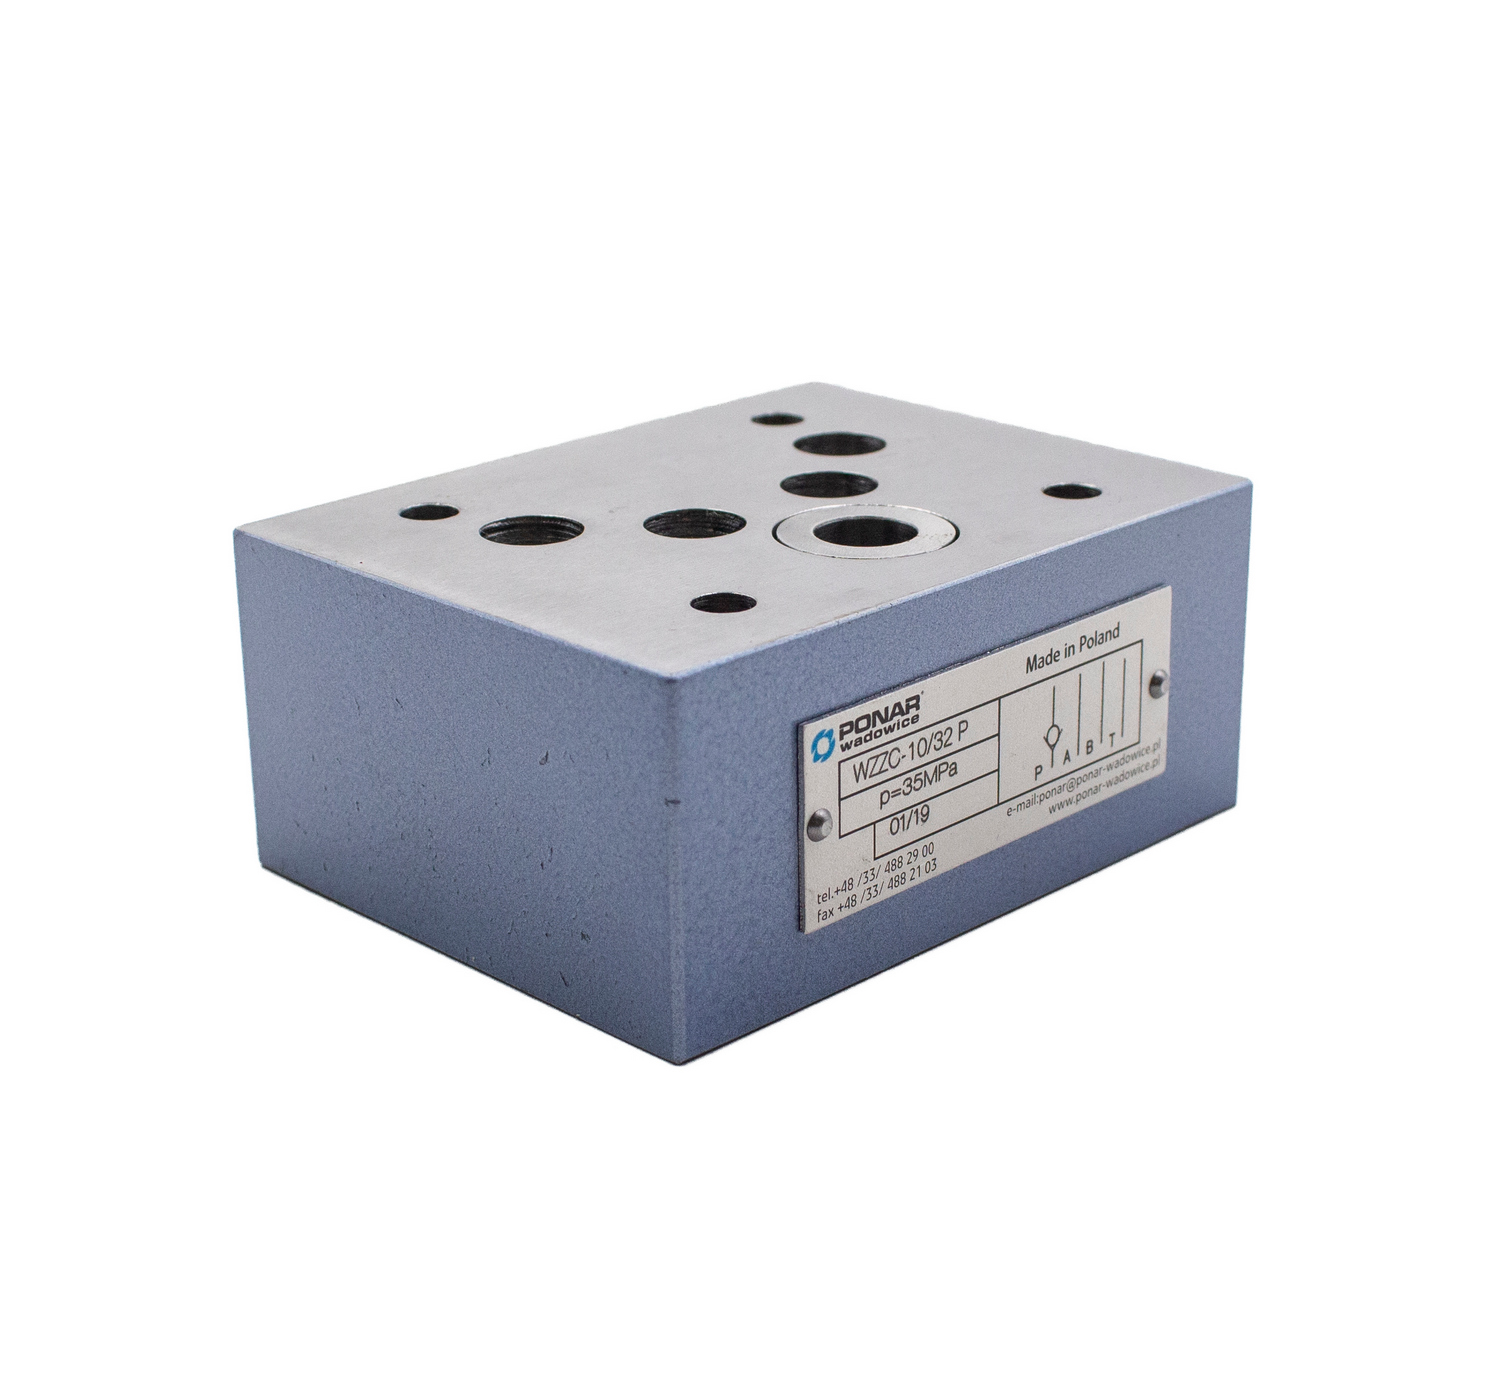 Made in Poland
PONAR
wadowice
WZZC-10/32 P
p=35MPa
01/19
P A B T
tel.+48 /33/ 488 29 00
fax +48 /33/ 488 21 03
e-mail:ponar@ponar-wadowice.pl
www.ponar-wadowice.pl